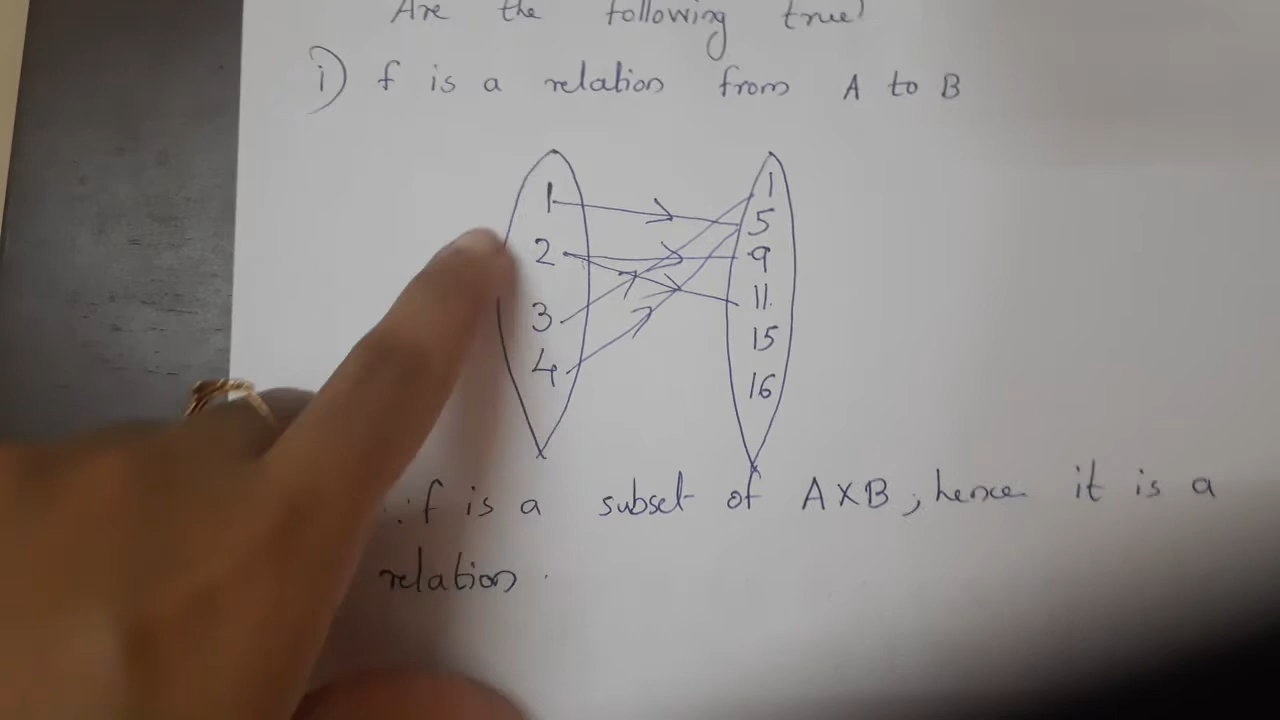 Are the following true!
i) f is a relation from A to B
1 1
2 5
3 9
4 11
15
16
∴ f is a subset of AXB, hence it is a
relation.